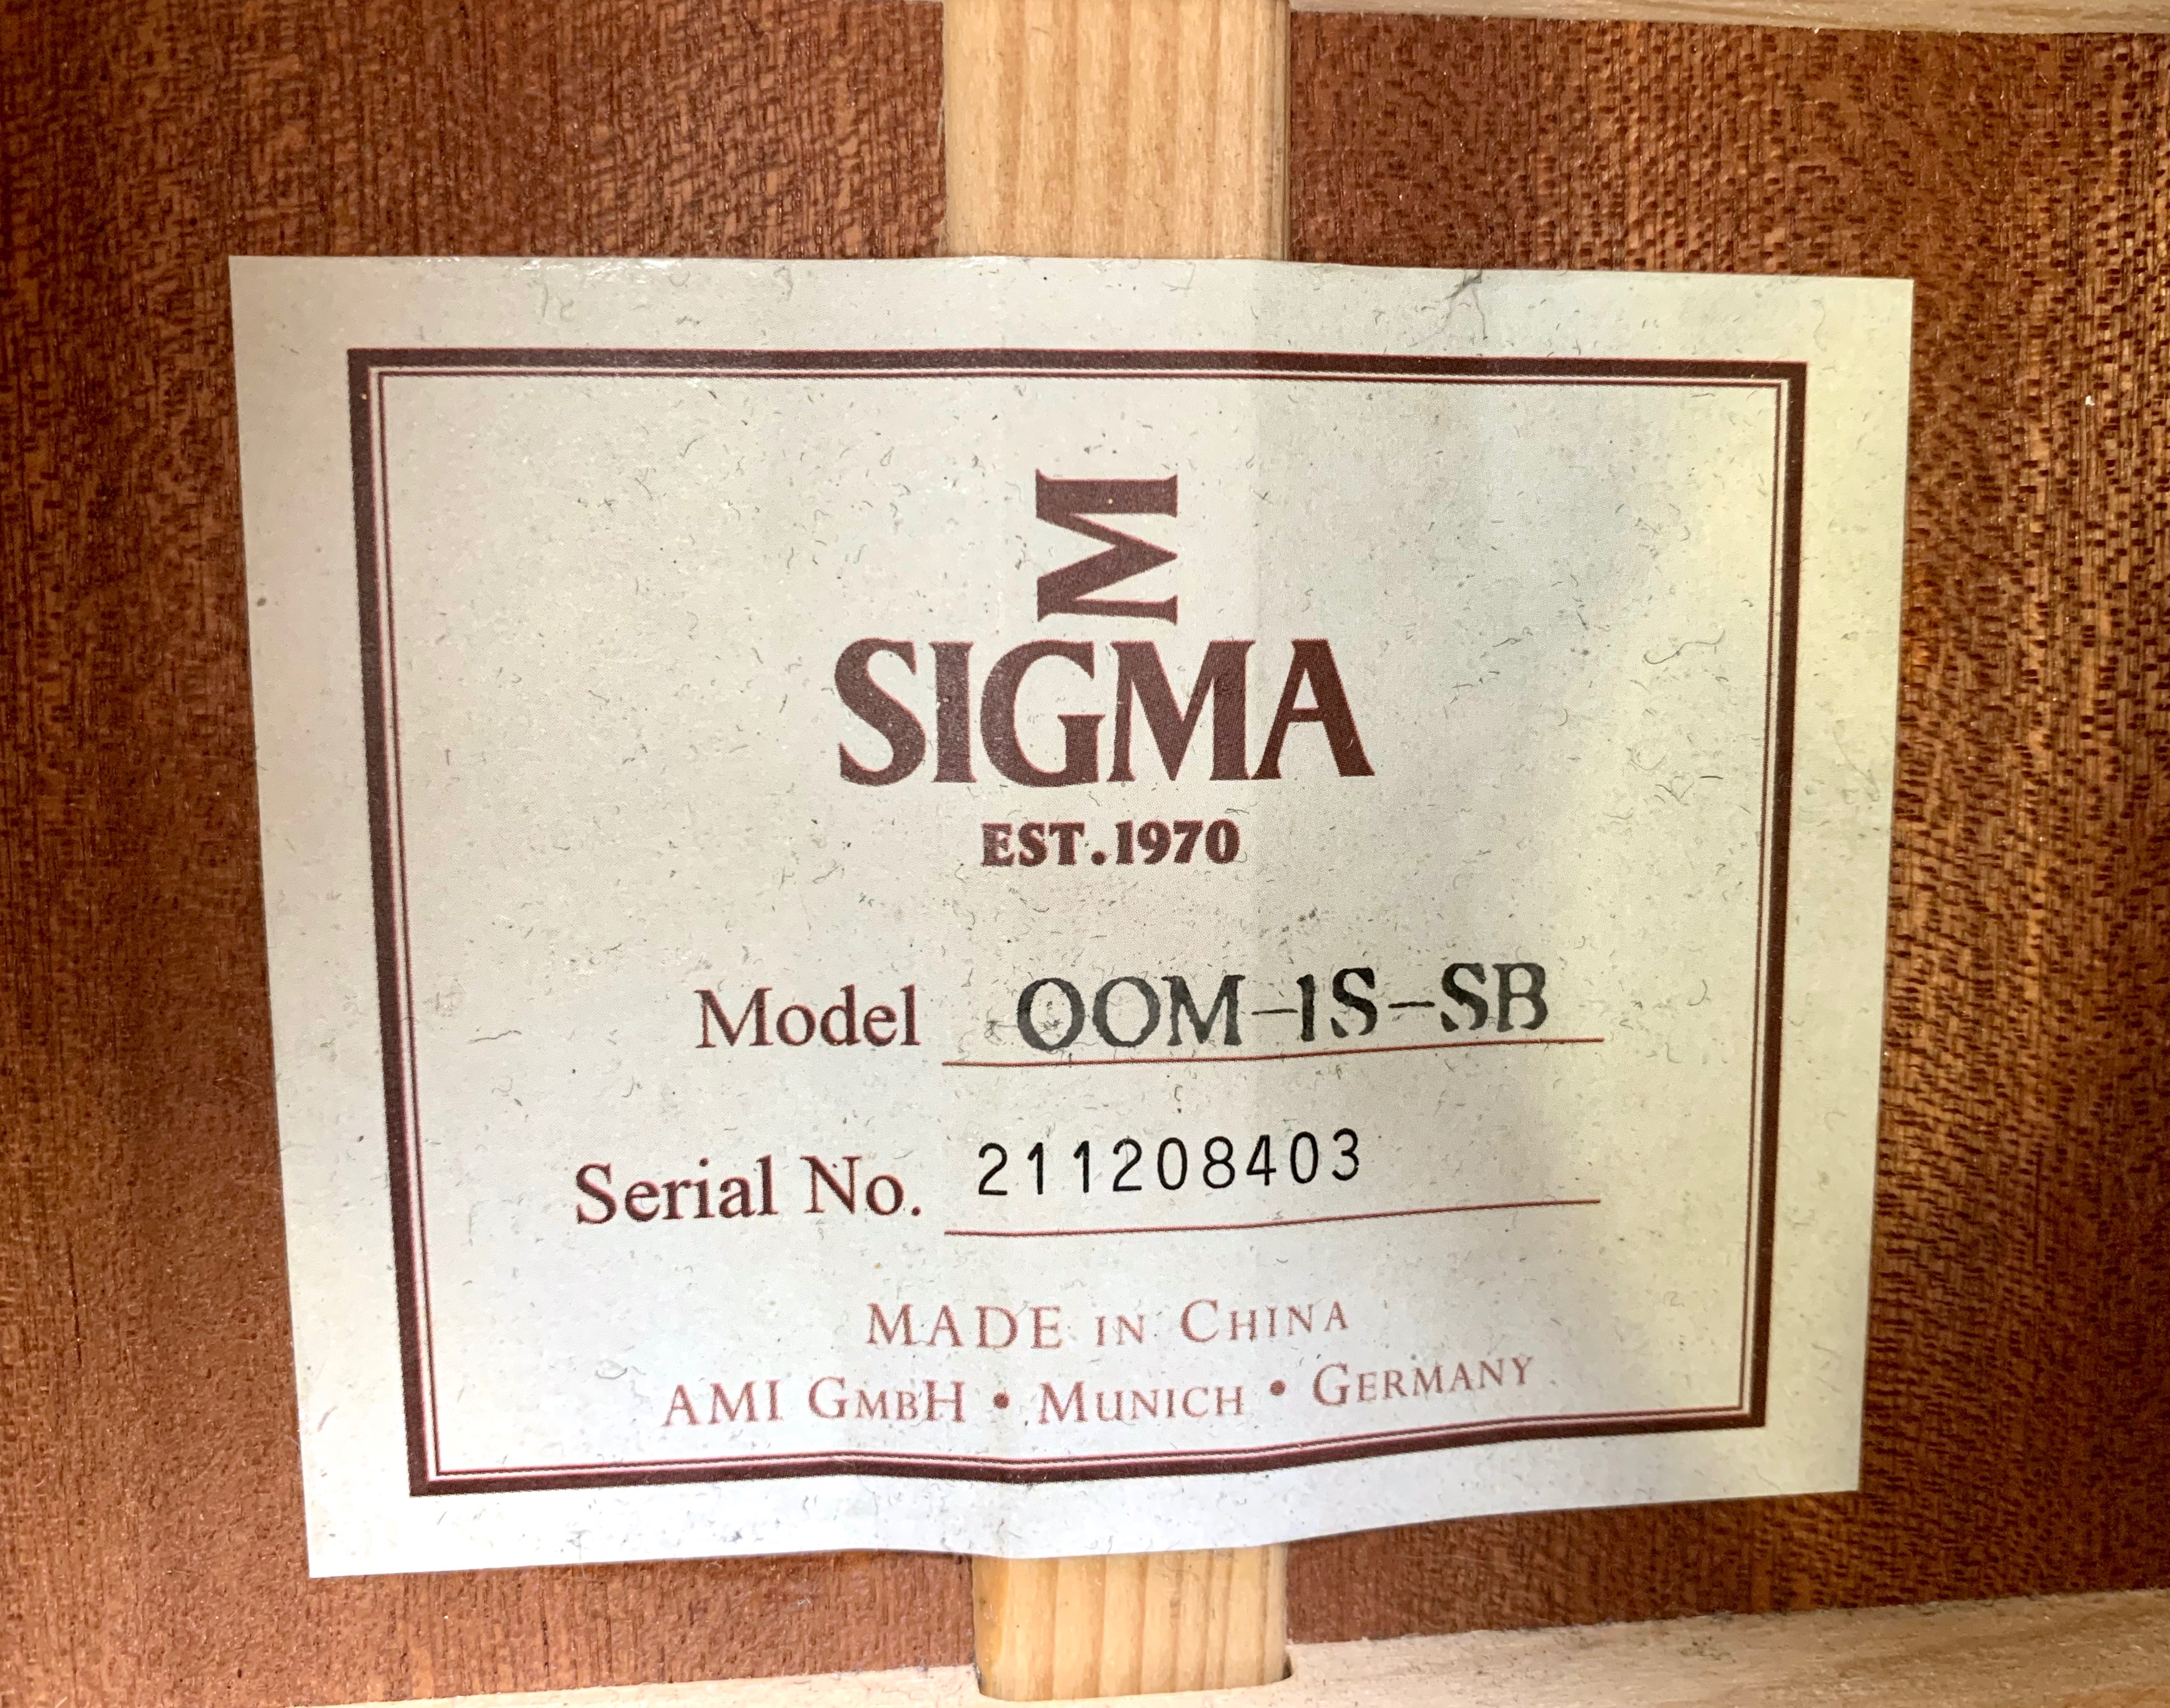 M
SIGMA
EST.1970
Model OOM-1S-SB
Serial No. 211208403
MADE IN CHINA
AMI GMBH • MUNICH • GERMANY